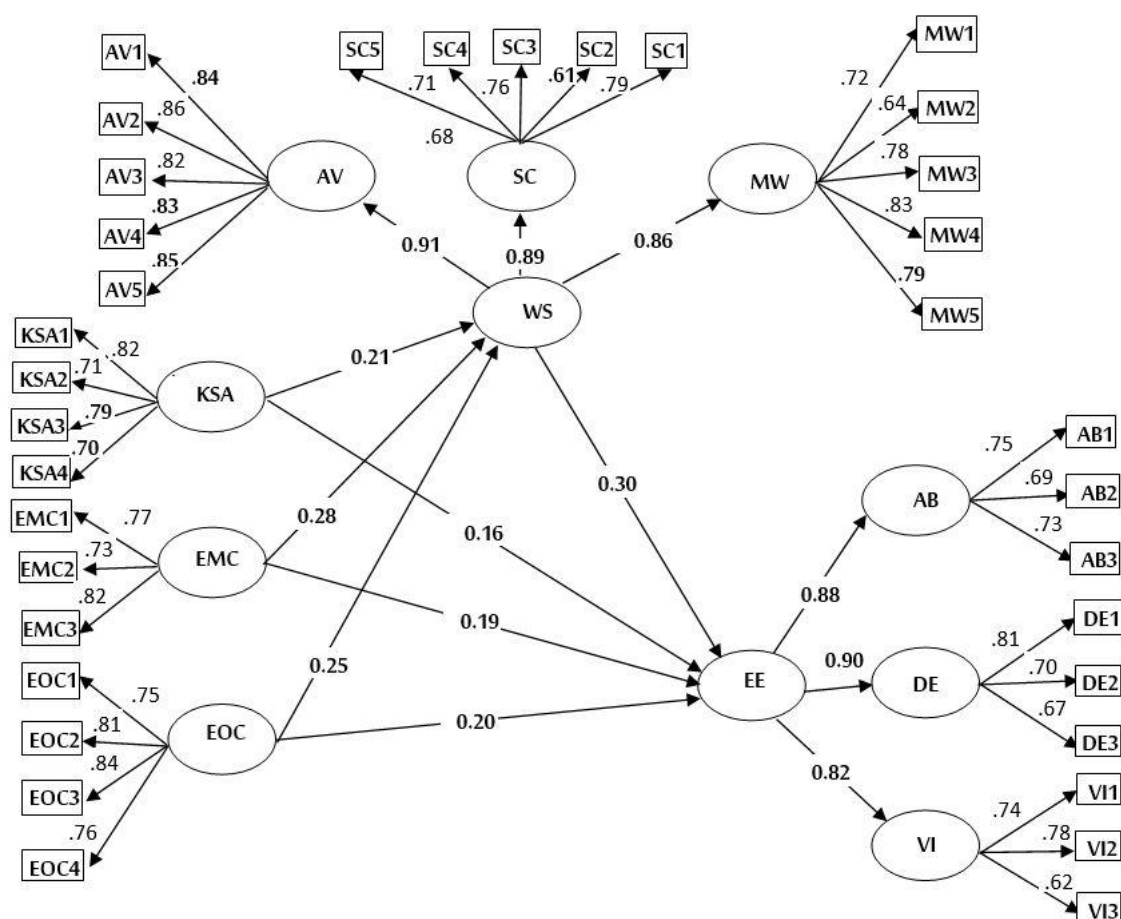 SC5
SC4
SC3
SC2
SC1
.71
.76
.61
.79
.68
SC
AV1
AV2
AV3
AV4
AV5
.84
.86
.82
.83
.85
AV
MW1
MW2
MW3
MW4
MW5
.72
.64
.78
.83
.79
MW
0.91
0.89
0.86
WS
KSA1
KSA2
KSA3
KSA4
.82
.71
.79
.70
KSA
0.21
EMC1
EMC2
EMC3
.77
.73
.82
EMC
0.28
0.16
0.30
0.19
EOC1
EOC2
EOC3
EOC4
.75
.81
.84
.76
EOC
0.25
0.20
EE
0.88
0.90
0.82
AB
.75
.69
.73
AB1
AB2
AB3
DE
.81
.70
.67
DE1
DE2
DE3
VI
.74
.78
.62
VI1
VI2
VI3